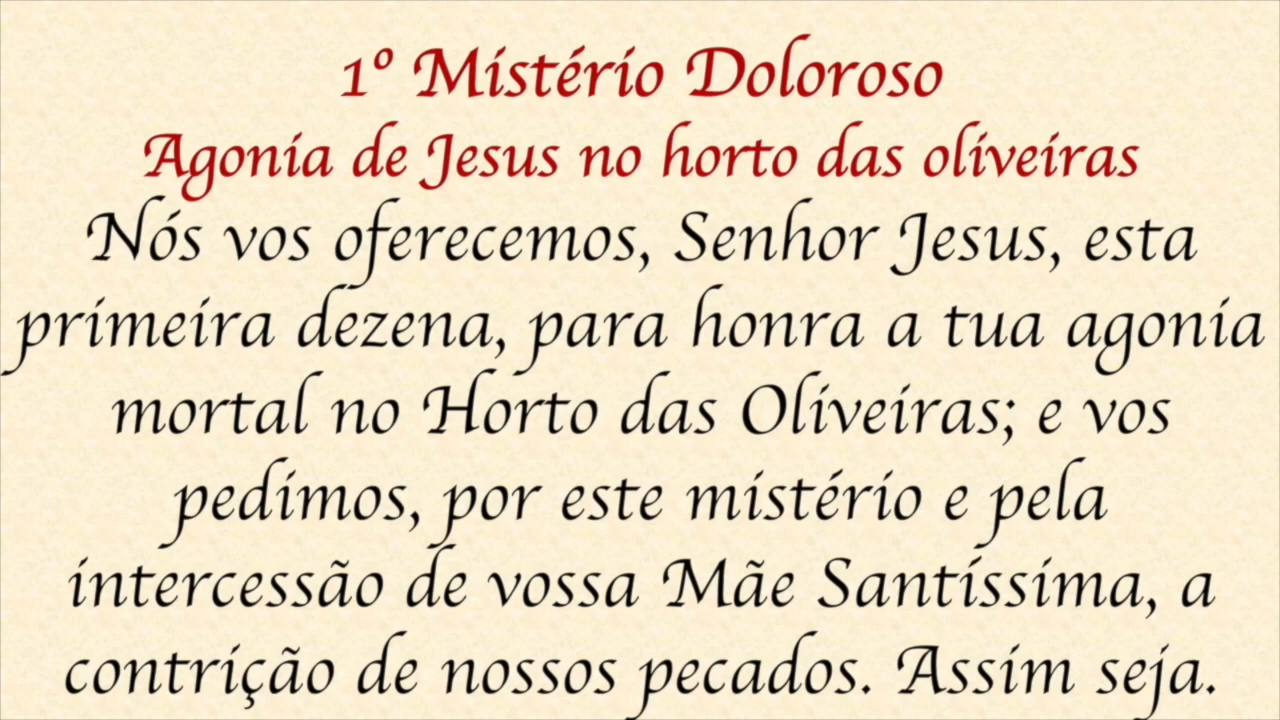 1º Mistério Doloroso
Agonia de Jesus no horto das oliveiras
Nós vos oferecemos, Senhor Jesus, esta
primeira dezena, para honra a tua agonia
mortal no Horto das Oliveiras; e vos
pedimos, por este mistério e pela
intercessão de vossa Mãe Santíssima, a
contrição de nossos pecados. Assim seja.